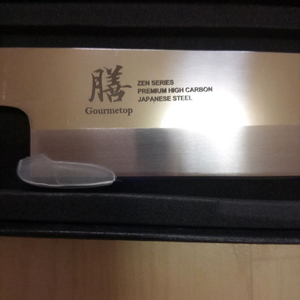 膳
Gourmetop
ZEN SERIES
PREMIUM HIGH CARBON
JAPANESE STEEL